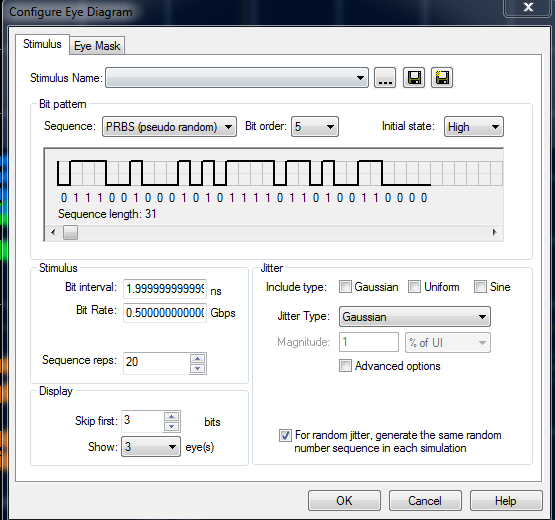 Configure Eye Diagram
X
Stimulus Eye Mask
Stimulus Name: ...
Bit pattern
Sequence: PRBS (pseudo random) Bit order: 5 Initial state: High
0 1 1 1 0 0 1 0 0 0 1 0 1 0 1 1 1 1 0 1 1 0 1 0 0 1 1 0 0 0 0
Sequence length: 31
Stimulus
Bit interval: 1.999999999999 ns
Bit Rate: 0.500000000000 Gbps
Sequence reps: 20
Jitter
Include type: Gaussian Uniform Sine
Jitter Type: Gaussian
Magnitude: 1 % of UI
Advanced options
For random jitter, generate the same random
number sequence in each simulation
Display
Skip first: 3 bits
Show: 3 eye(s)
OK Cancel Help